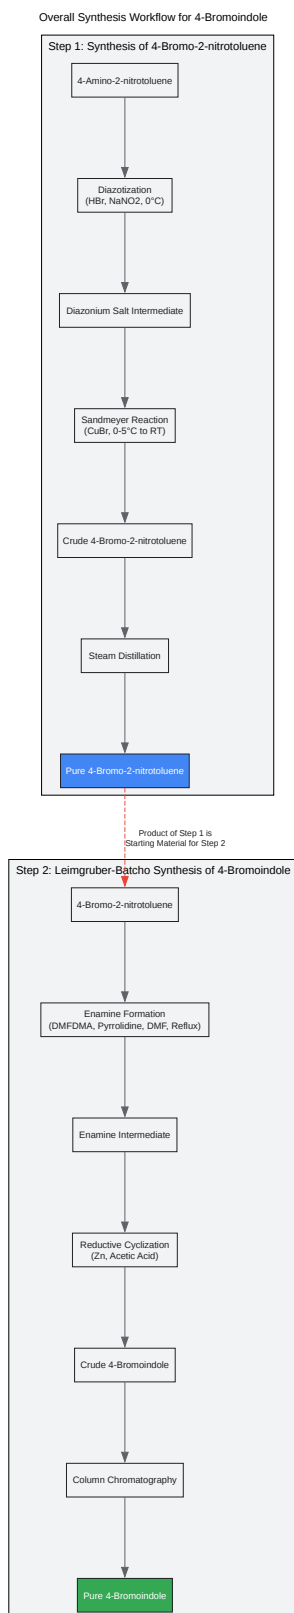 Overall Synthesis Workflow for 4-Bromoindole
Step 1: Synthesis of 4-Bromo-2-nitrotoluene
4-Amino-2-nitrotoluene
Diazotization
(HBr, NaNO2, 0°C)
Diazonium Salt Intermediate
Sandmeyer Reaction
(CuBr, 0-5°C to RT)
Crude 4-Bromo-2-nitrotoluene
Steam Distillation
Pure 4-Bromo-2-nitrotoluene
Product of Step 1 is
Starting Material for Step 2
Step 2: Leimgruber-Batcho Synthesis of 4-Bromoindole
4-Bromo-2-nitrotoluene
Enamine Formation
(DMFDMA, Pyrrolidine, DMF, Reflux)
Enamine Intermediate
Reductive Cyclization
(Zn, Acetic Acid)
Crude 4-Bromoindole
Column Chromatography
Pure 4-Bromoindole